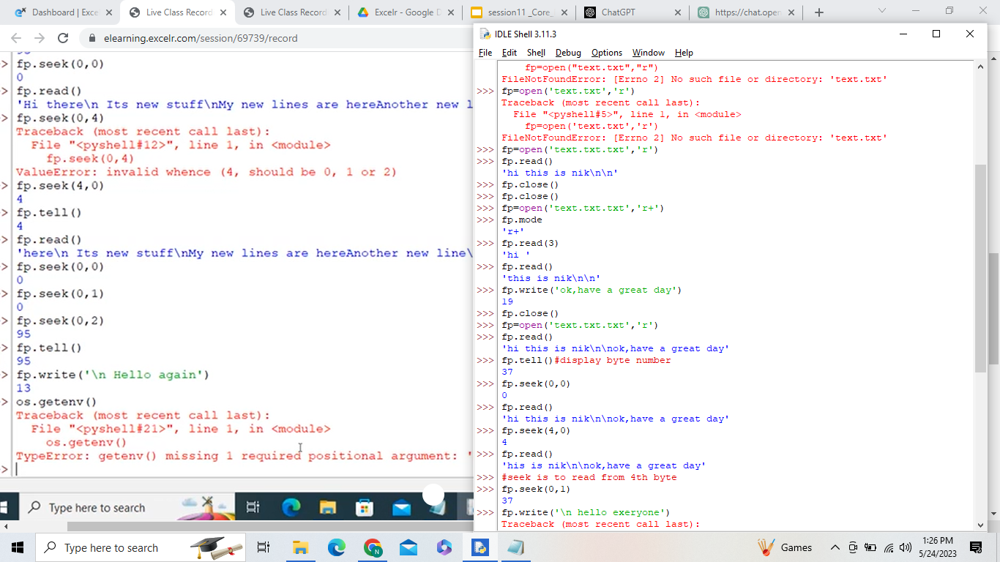 Dashboard | Exce
Live Class Record
Live Class Record
Excelr - Google D
session11 _Core_
ChatGPT
https://chat.open
elearning.excelr.com/session/69739/record
> fp.seek(0,0)
0
> fp.read()
'Hi there\n Its new stuff\nMy new lines are hereAnother new l
> fp.seek(0,4)
Traceback (most recent call last):
File "<pyshell#12>", line 1, in <module>
fp.seek(0,4)
ValueError: invalid whence (4, should be 0, 1 or 2)
> fp.seek(4,0)
4
> fp.tell()
4
> fp.read()
'here\n Its new stuff\nMy new lines are hereAnother new line\
> fp.seek(0,0)
0
> fp.seek(0,1)
0
> fp.seek(0,2)
95
> fp.tell()
95
> fp.write('\n Hello again')
13
> os.getenv()
Traceback (most recent call last):
File "<pyshell#21>", line 1, in <module>
os.getenv()
TypeError: getenv() missing 1 required positional argument: '
>
Type here to search
IDLE Shell 3.11.3
File Edit Shell Debug Options Window Help
fp=open("text.txt","r")
FileNotFoundError: [Errno 2] No such file or directory: 'text.txt'
>>> fp=open('text.txt','r')
Traceback (most recent call last):
File "<pyshell#5>", line 1, in <module>
fp=open('text.txt','r')
FileNotFoundError: [Errno 2] No such file or directory: 'text.txt'
>>> fp=open('text.txt.txt','r')
>>> fp.read()
'hi this is nik\n\n'
>>> fp.close()
>>> fp.close()
>>> fp=open('text.txt.txt','r+')
>>> fp.mode
'r+'
>>> fp.read(3)
'hi '
>>> fp.read()
'this is nik\n\n'
>>> fp.write('ok,have a great day')
19
>>> fp.close()
>>> fp=open('text.txt.txt','r')
>>> fp.read()
'hi this is nik\n\nok,have a great day'
>>> fp.tell()#display byte number
37
>>> fp.seek(0,0)
0
>>> fp.read()
'hi this is nik\n\nok,have a great day'
>>> fp.seek(4,0)
4
>>> fp.read()
'his is nik\n\nok,have a great day'
>>> #seek is to read from 4th byte
>>> fp.seek(0,1)
37
>>> fp.write('\n hello exeryone')
Traceback (most recent call last):
Type here to search
Games
1:26 PM
5/24/2023